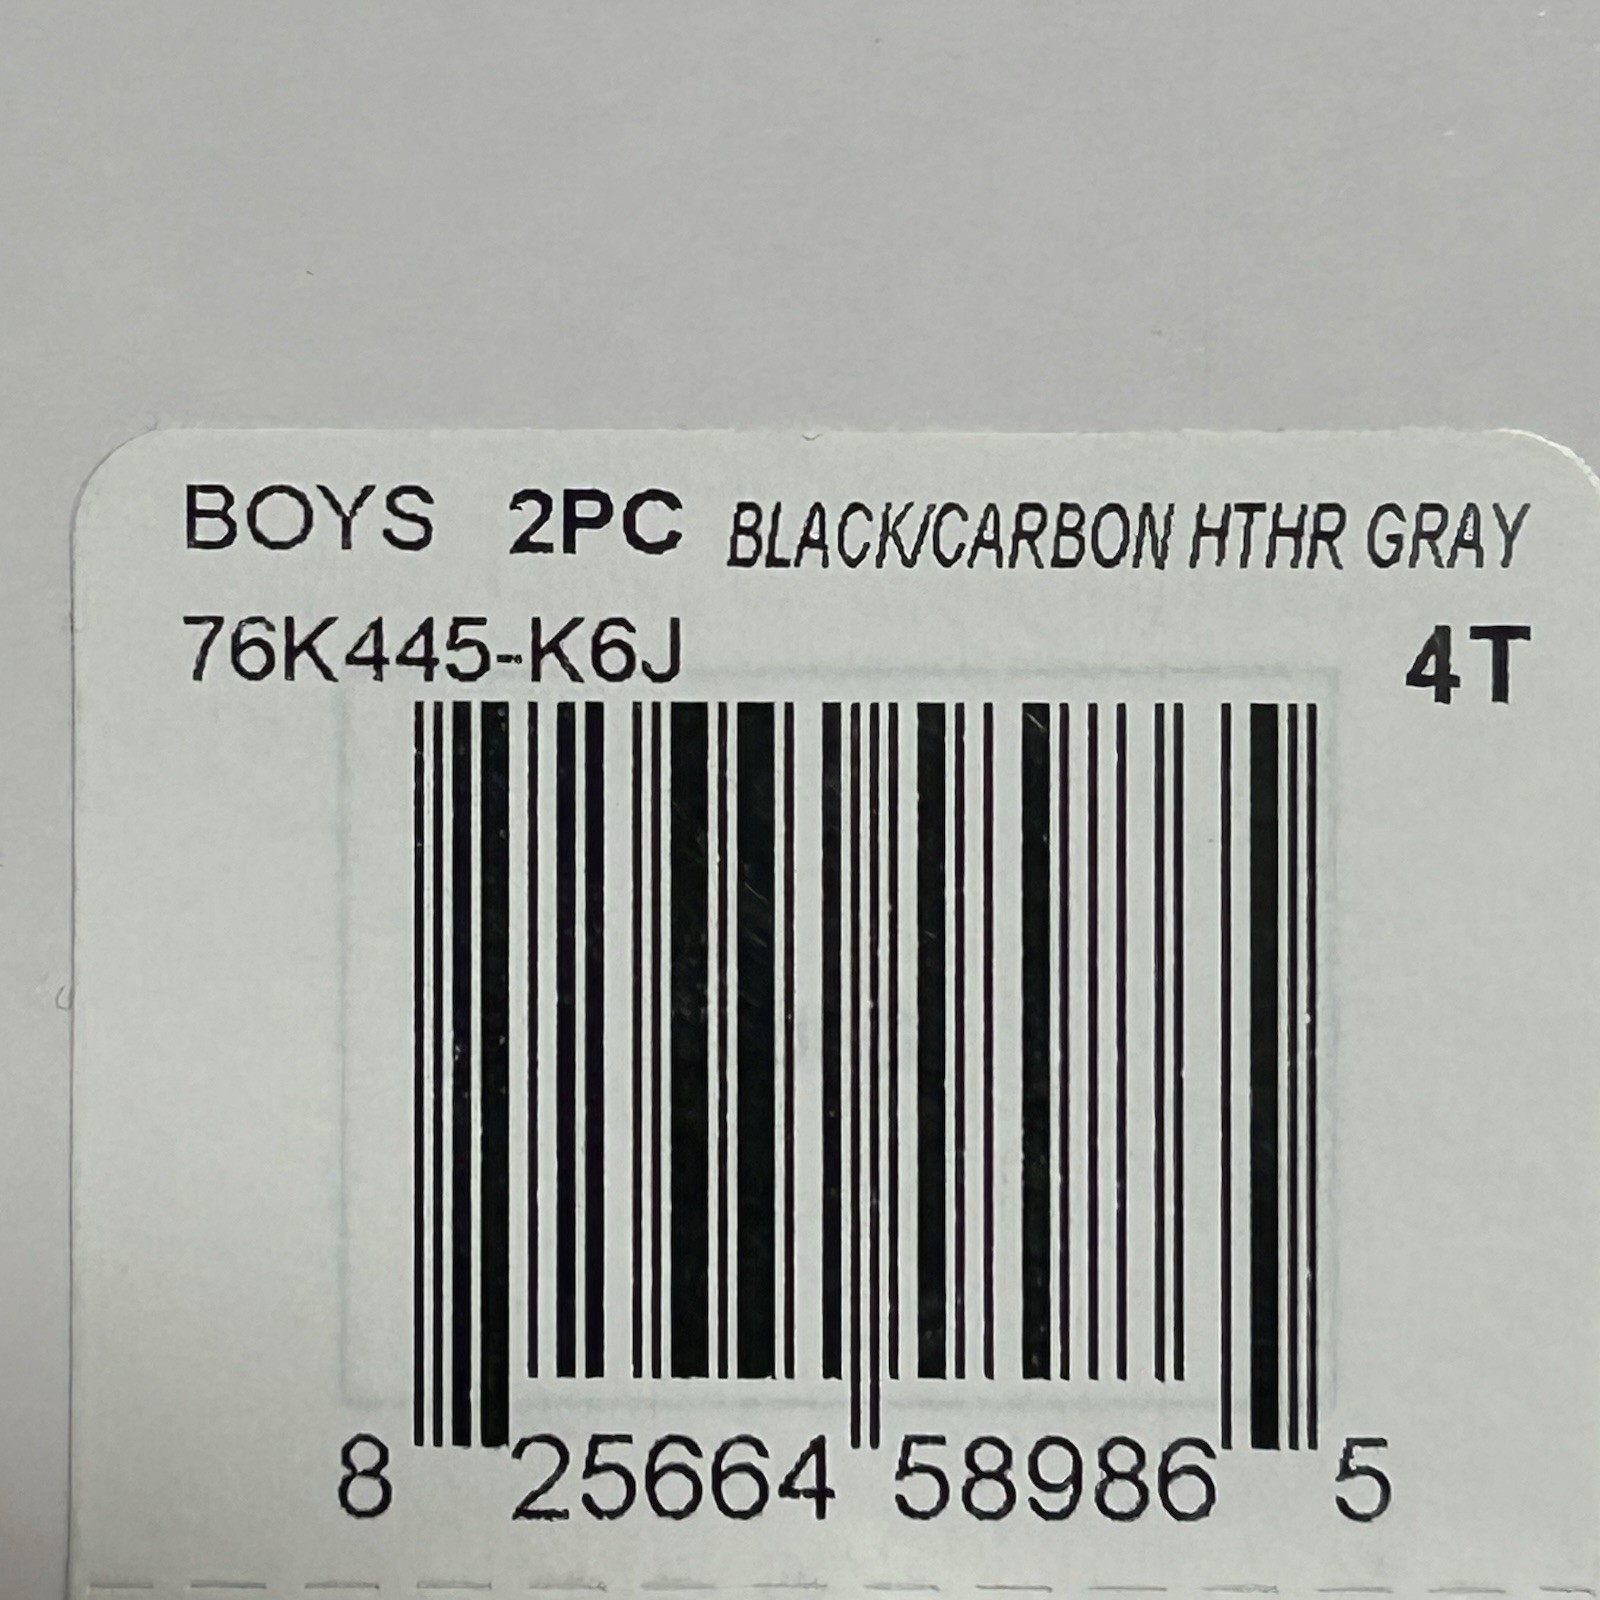 BOYS 2PC BLACK/CARBON HTHR GRAY
76K445-K6J 4T
8 25664 58986 5